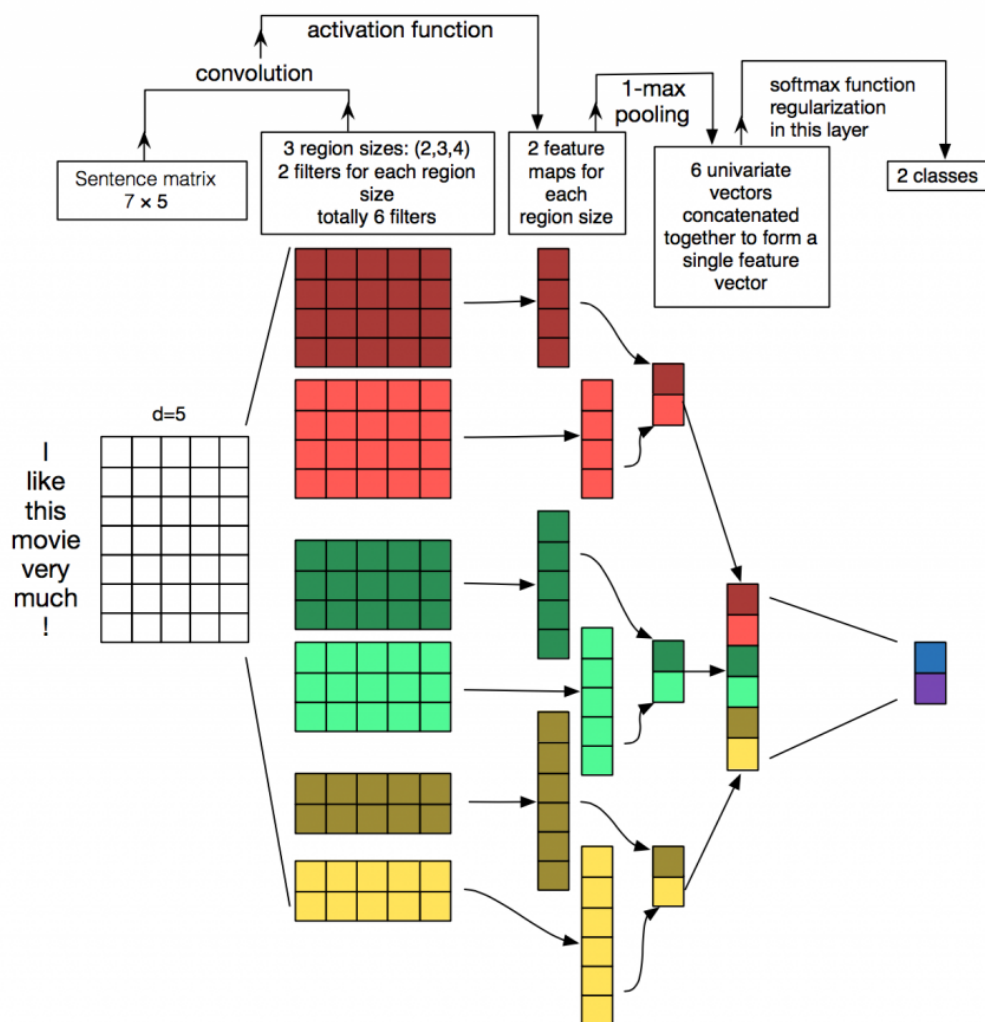 activation function
convolution
1-max
pooling
softmax function
regularization
in this layer
Sentence matrix
7 × 5
3 region sizes: (2,3,4)
2 filters for each region
size
totally 6 filters
2 feature
maps for
each
region size
6 univariate
vectors
concatenated
together to form a
single feature
vector
2 classes
d=5
I
like
this
movie
very
much
!